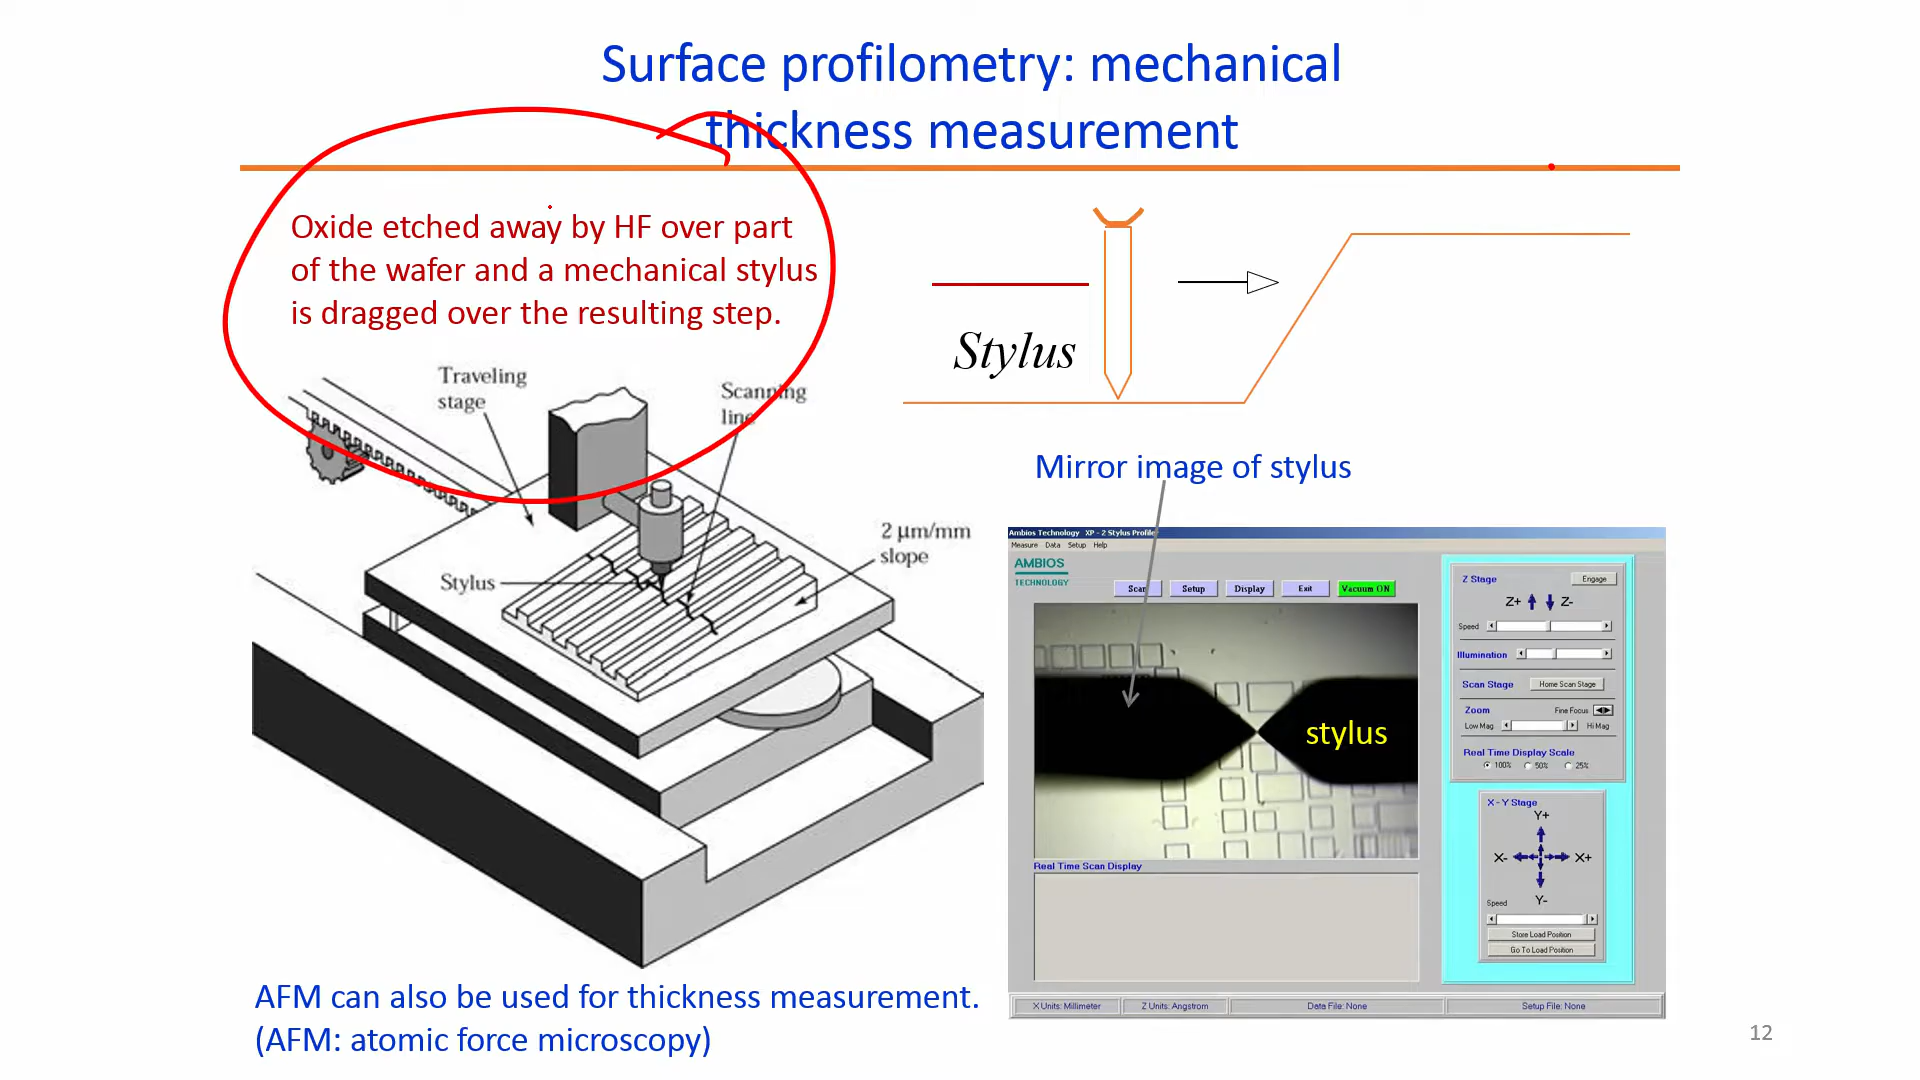 Surface profilometry: mechanical
thickness measurement
Oxide etched away by HF over part
of the wafer and a mechanical stylus
is dragged over the resulting step.
Stylus
Traveling
stage
Scanning
line
2 μm/mm
slope
Stylus
Mirror image of stylus
Ambios Technology XP - 2 Stylus Profiler
Measure Data Setup Help
AMBIOS
TECHNOLOGY
Scan Setup Display Exit Vacuum ON
stylus
Real Time Scan Display
Z Stage Engage
Z+ Z-
Speed
Illumination
Scan Stage Home Scan Stage
Zoom Fine Focus
Low Mag Hi Mag
Real Time Display Scale
100% 50% 25%
X - Y Stage
Y+
X- X+
Y-
Speed
Store Load Position
Go To Load Position
X Units: Millimeter Z Units: Angstrom Data File: None Setup File: None
AFM can also be used for thickness measurement.
(AFM: atomic force microscopy)
12